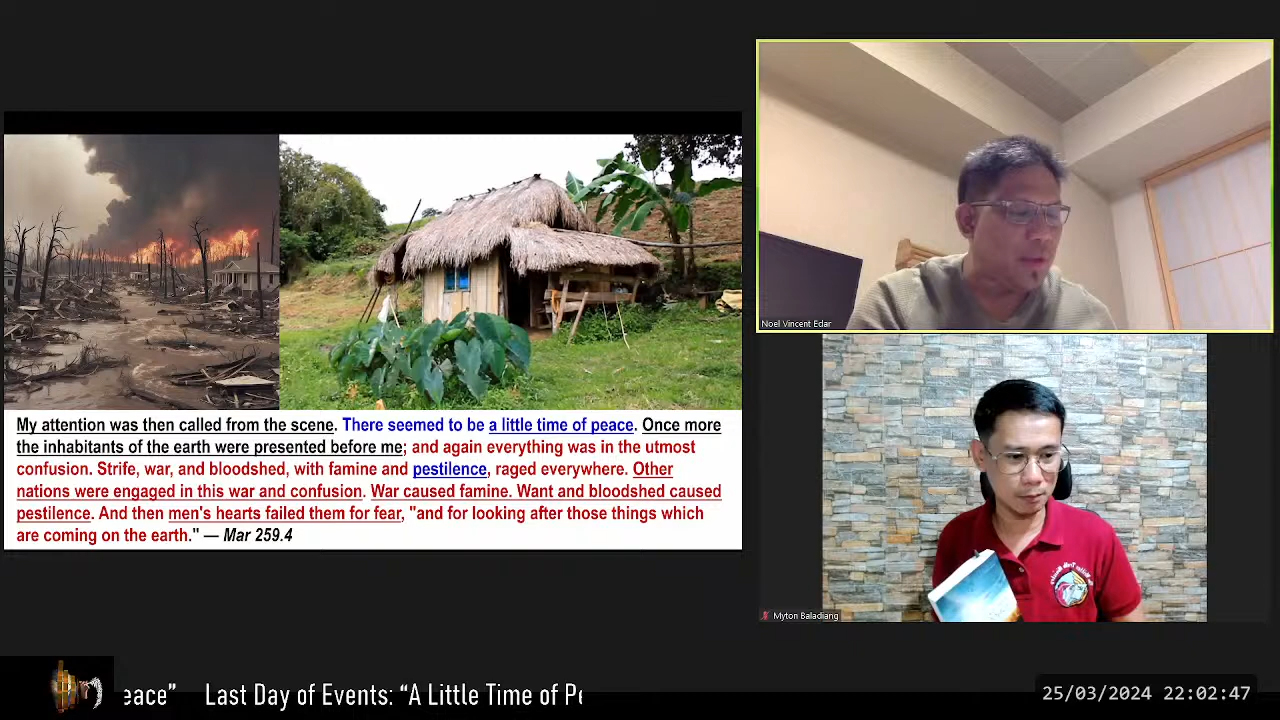 My attention was then called from the scene. There seemed to be a little time of peace. Once more
the inhabitants of the earth were presented before me; and again everything was in the utmost
confusion. Strife, war, and bloodshed, with famine and pestilence, raged everywhere. Other
nations were engaged in this war and confusion. War caused famine. Want and bloodshed caused
pestilence. And then men's hearts failed them for fear, "and for looking after those things which
are coming on the earth." — Mar 259.4
Noel Vincent Edar
Myton Baladiang
eace” Last Day of Events: “A Little Time of Pe
25/03/2024 22:02:47